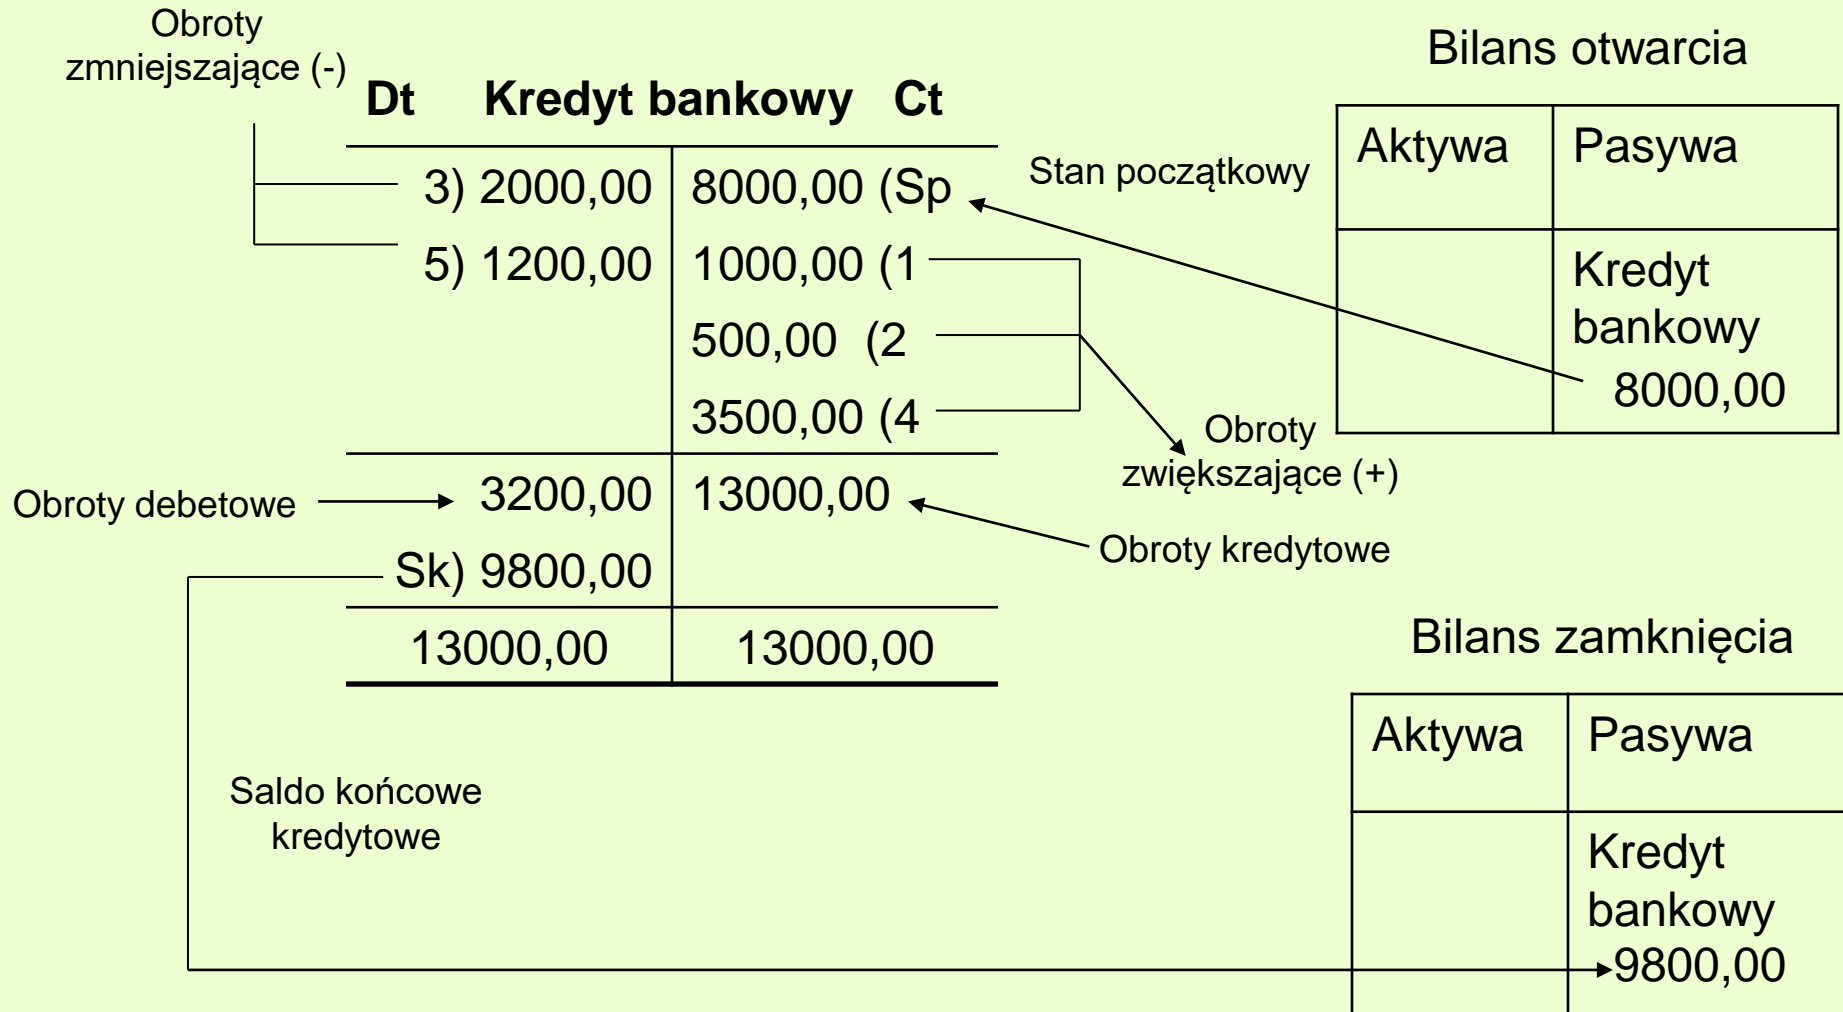 Obroty
zmniejszające (-)
Bilans otwarcia
Dt Kredyt bankowy Ct
Aktywa Pasywa
3) 2000,00 8000,00 (Sp
Stan początkowy
5) 1200,00 1000,00 (1
Kredyt
bankowy
8000,00
500,00 (2
3500,00 (4
Obroty
zwiększające (+)
Obroty debetowe
3200,00 13000,00
Obroty kredytowe
Sk) 9800,00
13000,00 13000,00
Bilans zamknięcia
Aktywa Pasywa
Saldo końcowe
kredytowe
Kredyt
bankowy
9800,00